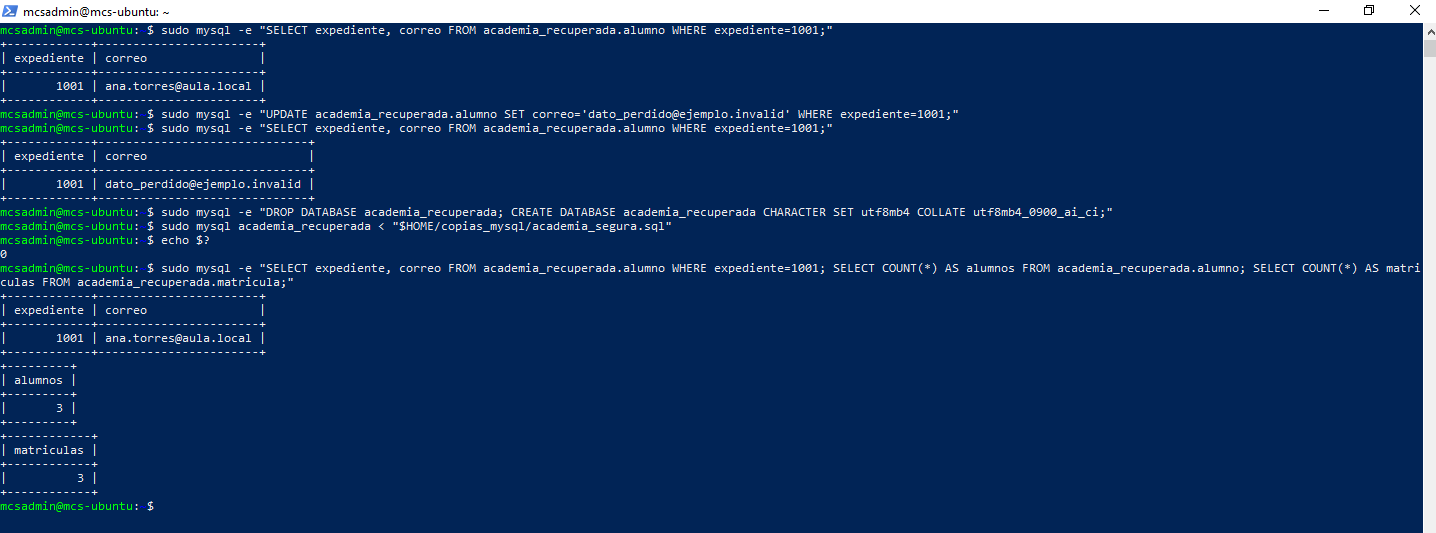 mcsadmin@mcs-ubuntu: ~
mcsadmin@mcs-ubuntu: $ sudo mysql -e "SELECT expediente, correo FROM academia_recuperada.alumno WHERE expediente=1001;"
+------------+-----------------------+
| expediente | correo                |
+------------+-----------------------+
|       1001 | ana.torres@aula.local |
+------------+-----------------------+
mcsadmin@mcs-ubuntu: $ sudo mysql -e "UPDATE academia_recuperada.alumno SET correo='dato_perdido@ejemplo.invalid' WHERE expediente=1001;"
mcsadmin@mcs-ubuntu: $ sudo mysql -e "SELECT expediente, correo FROM academia_recuperada.alumno WHERE expediente=1001;"
+------------+------------------------------+
| expediente | correo                       |
+------------+------------------------------+
|       1001 | dato_perdido@ejemplo.invalid |
+------------+------------------------------+
mcsadmin@mcs-ubuntu: $ sudo mysql -e "DROP DATABASE academia_recuperada; CREATE DATABASE academia_recuperada CHARACTER SET utf8mb4 COLLATE utf8mb4_0900_ai_ci;"
mcsadmin@mcs-ubuntu: $ sudo mysql academia_recuperada < "$HOME/copias_mysql/academia_segura.sql"
mcsadmin@mcs-ubuntu: $ echo $?
0
mcsadmin@mcs-ubuntu: $ sudo mysql -e "SELECT expediente, correo FROM academia_recuperada.alumno WHERE expediente=1001; SELECT COUNT(*) AS alumnos FROM academia_recuperada.alumno; SELECT COUNT(*) AS matri
culas FROM academia_recuperada.matricula;"
+------------+-----------------------+
| expediente | correo                |
+------------+-----------------------+
|       1001 | ana.torres@aula.local |
+------------+-----------------------+
+---------+
| alumnos |
+---------+
|       3 |
+---------+
+------------+
| matriculas |
+------------+
|          3 |
+------------+
mcsadmin@mcs-ubuntu: $